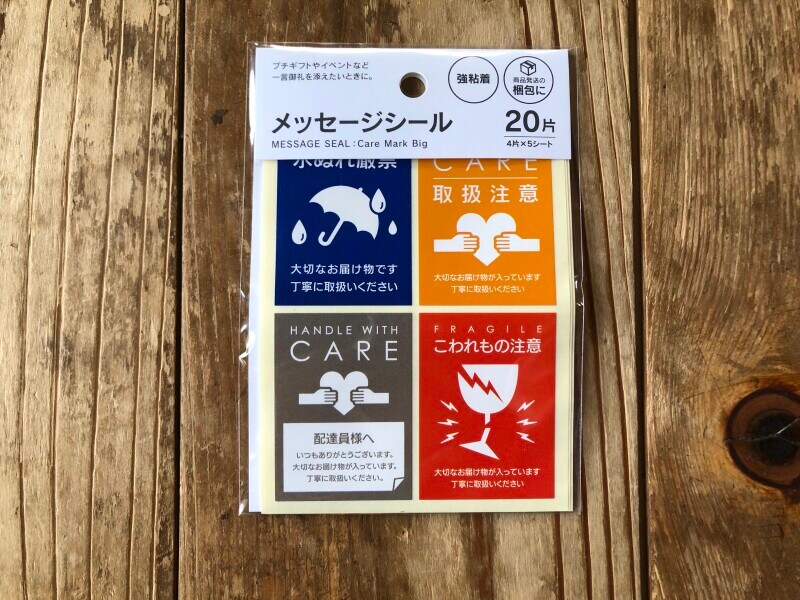 プチギフトやイベントなど
一言御礼を添えたいときに。
強粘着
商品発送の
梱包に
メッセージシール
MESSAGE SEAL:Care Mark Big
20片
4片×5シート
水ぬれ厳禁
大切なお届け物です
丁寧に取扱いください
CARE
取扱注意
大切なお届け物が入っています
丁寧に取扱いください
HANDLE WITH
CARE
配達員様へ
いつもありがとうございます。
大切なお届け物が入っています。
丁寧に取扱いください。
FRAGILE
こわれもの注意
大切なお届け物が入っています
丁寧に取扱いください